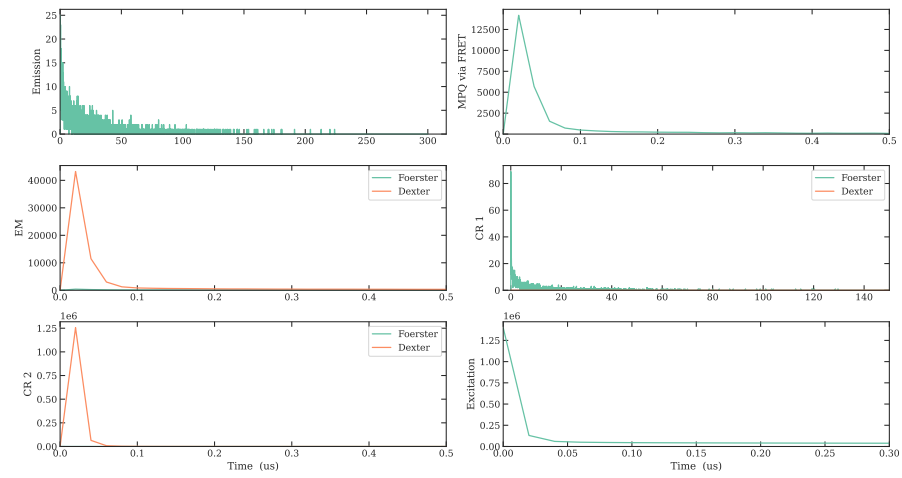 Emission
25
20
15
10
5
0
0 50 100 150 200 250 300
MPQ via FRET
12500
10000
7500
5000
2500
0
0.0 0.1 0.2 0.3 0.4 0.5
EM
40000
30000
20000
10000
0
0.0 0.1 0.2 0.3 0.4 0.5
Foerster
Dexter
CR 1
80
60
40
20
0
0 20 40 60 80 100 120 140
Foerster
Dexter
1e6
CR 2
1.25
1.00
0.75
0.50
0.25
0.00
0.0 0.1 0.2 0.3 0.4 0.5
Time (us)
Foerster
Dexter
1e6
Excitation
1.25
1.00
0.75
0.50
0.25
0.00
0.00 0.05 0.10 0.15 0.20 0.25 0.30
Time (us)